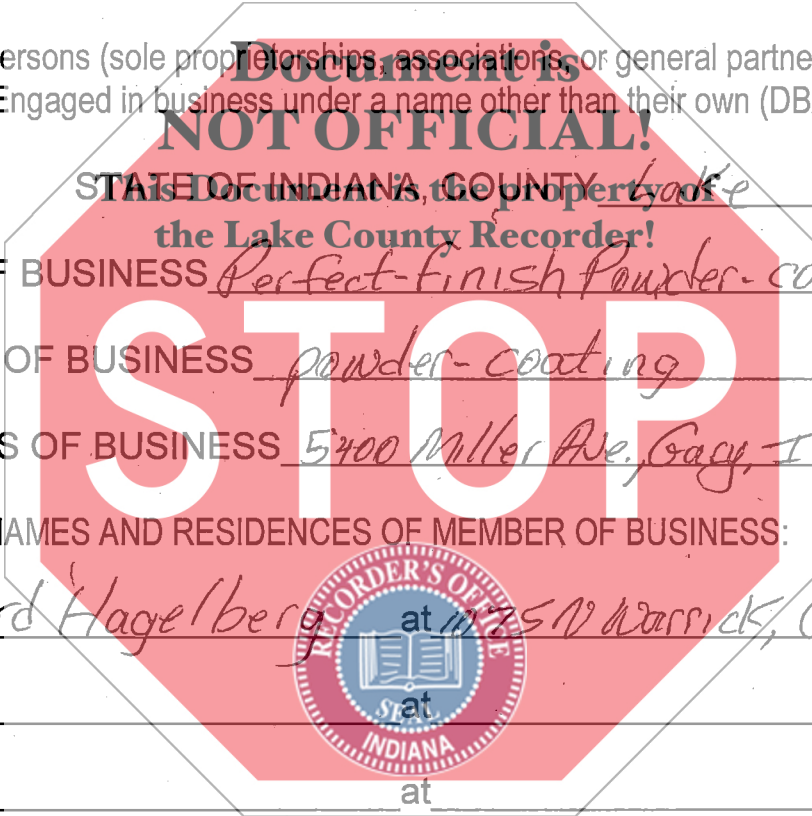 ersons (sole proprietorships, associations, or general partne
Document is
Engaged in business under a name other than their own (DB
NOT OFFICIAL!
STATE OF INDIANA, COUNTY Lake
This Document is the property of
the Lake County Recorder!
F BUSINESS Perfect-Finish Powder-co
STOP
OF BUSINESS powder-coating
S OF BUSINESS 5400 Miller Ave., Gary, I
AMES AND RESIDENCES OF MEMBER OF BUSINESS:
rd Hagelberg at 1075 N Warrick, G
RECORDER'S OFFICE
SEAL
INDIANA
at
at